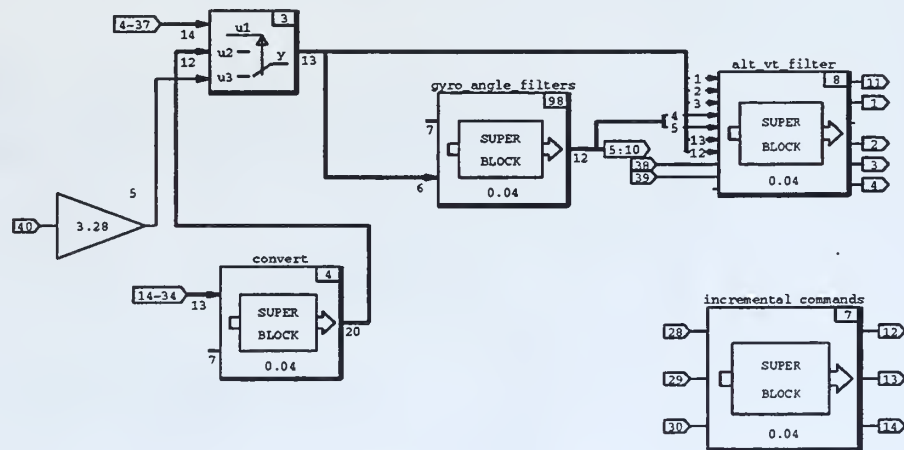 4-37
14
12
u1
u2
u3
y
3
13
gyro_angle_filters
98
7
SUPER
BLOCK
12
6
0.04
5:10
38
39
alt_vt_filter
8
1
2
3
4
5
13
12
SUPER
BLOCK
0.04
11
1
2
3
4
5
40
3.28
convert
4
14-34
13
SUPER
BLOCK
20
7
0.04
incremental commands
7
28
29
30
SUPER
BLOCK
0.04
12
13
14